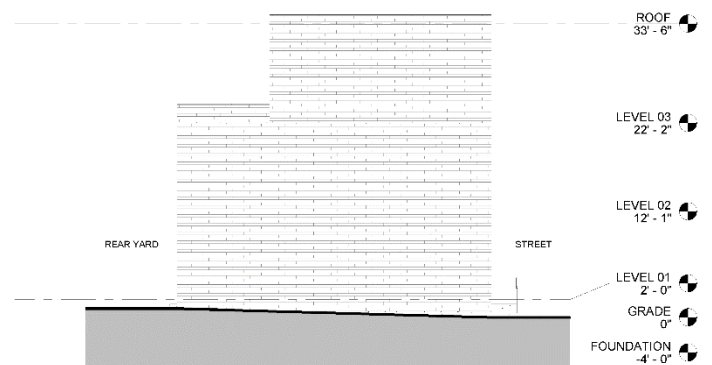 ROOF
33' - 6"
LEVEL 03
22' - 2"
LEVEL 02
12' - 1"
REAR YARD
STREET
LEVEL 01
2' - 0"
GRADE
0"
FOUNDATION
-4' - 0"